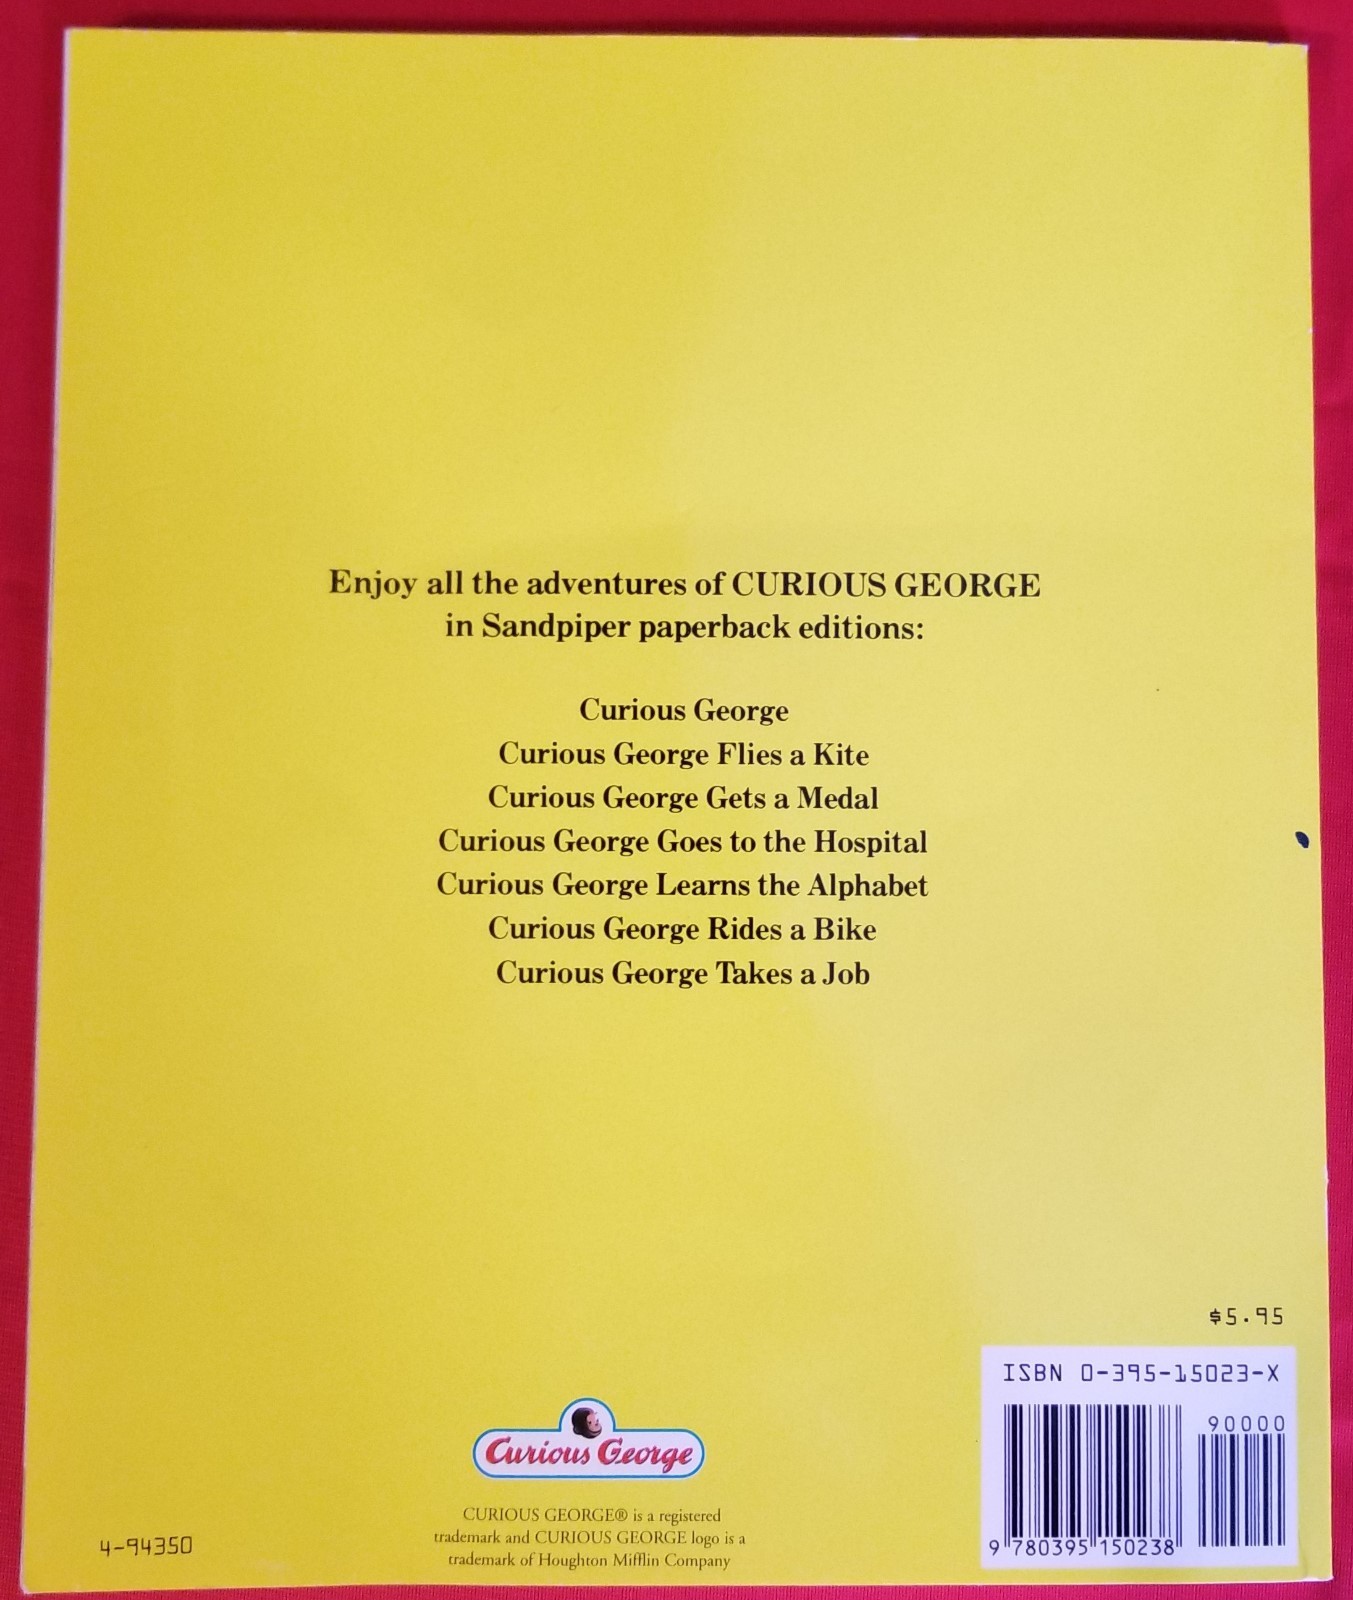 Enjoy all the adventures of CURIOUS GEORGE
in Sandpiper paperback editions:
Curious George
Curious George Flies a Kite
Curious George Gets a Medal
Curious George Goes to the Hospital
Curious George Learns the Alphabet
Curious George Rides a Bike
Curious George Takes a Job
$5.95
ISBN 0-395-15023-X
90000
9 780395 150238
Curious George
CURIOUS GEORGE® is a registered
trademark and CURIOUS GEORGE logo is a
trademark of Houghton Mifflin Company
4-94350